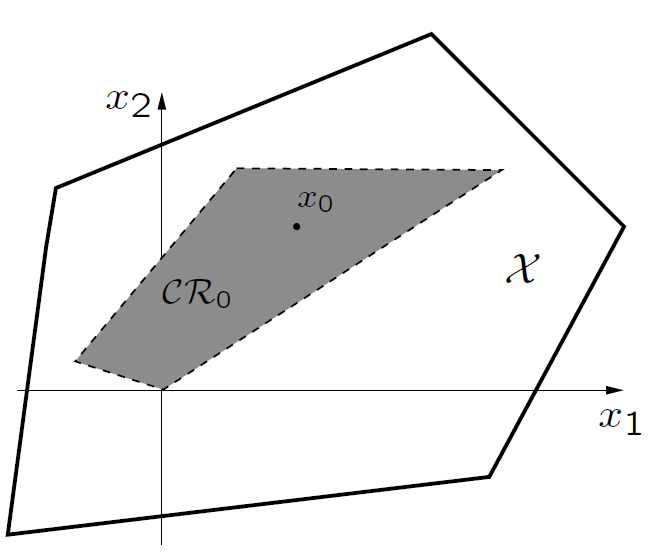 x₂
x₀
𝒳
𝒞ℛ₀
x₁